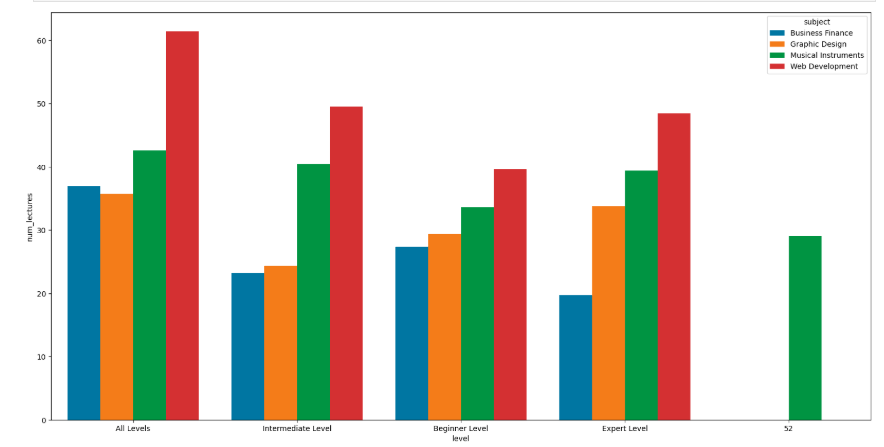 subject
Business Finance
Graphic Design
Musical Instruments
Web Development
num_lectures
60
50
40
30
20
10
0
All Levels
Intermediate Level
Beginner Level
Expert Level
52
level